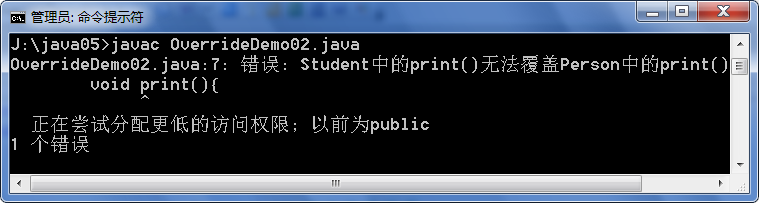 管理员: 命令提示符
J:\java05>javac OverrideDemo02.java
OverrideDemo02.java:7: 错误: Student中的print()无法覆盖Person中的print()
void print(){
^
正在尝试分配更低的访问权限; 以前为public
1 个错误